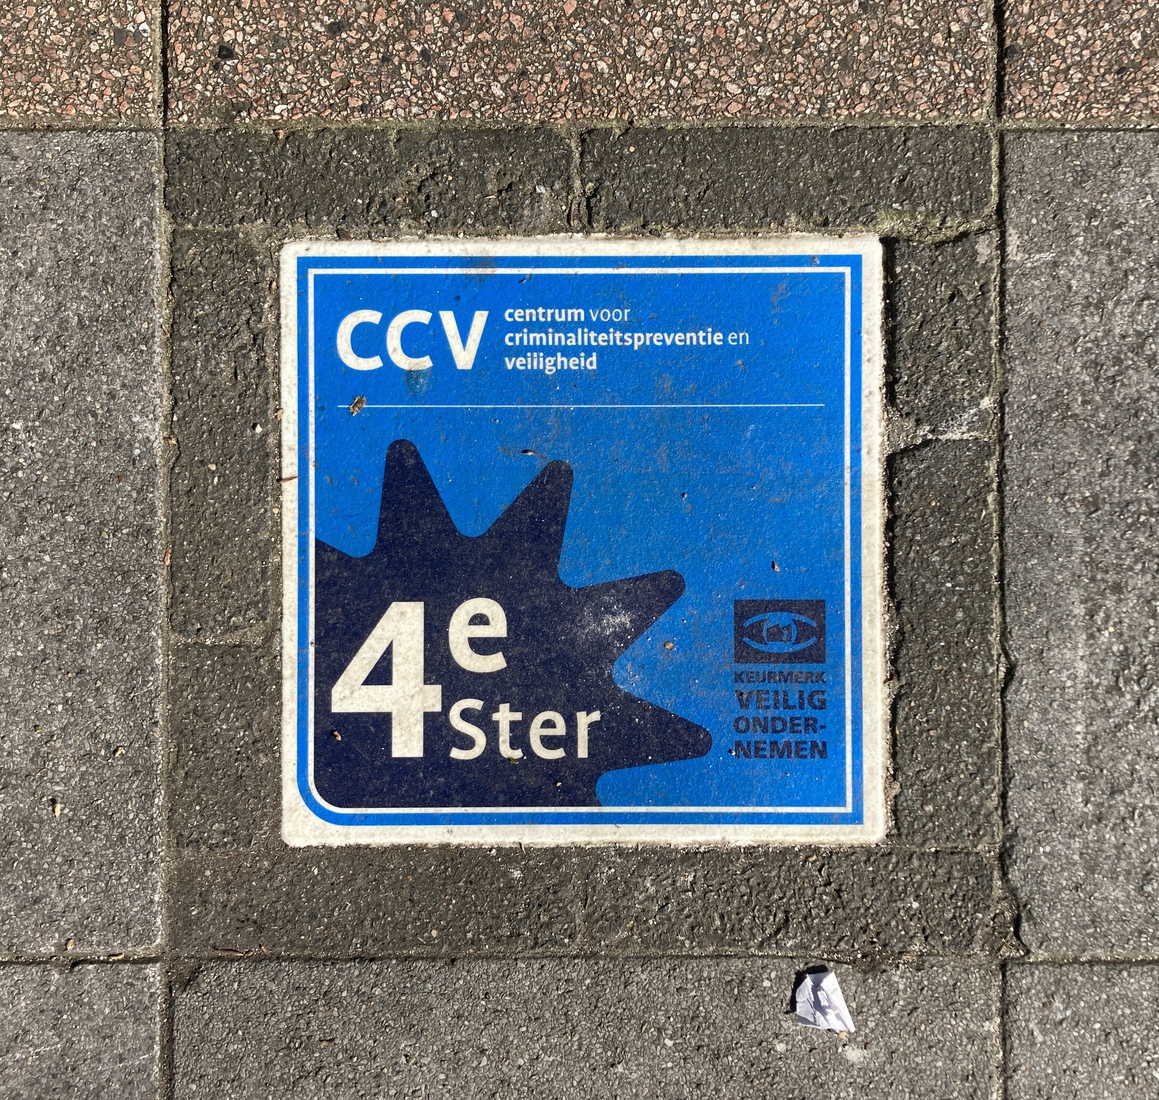 CCV
centrum voor
criminaliteitspreventie en
veiligheid
4e
Ster
KEURMERK
VEILIG
ONDER-
NEMEN